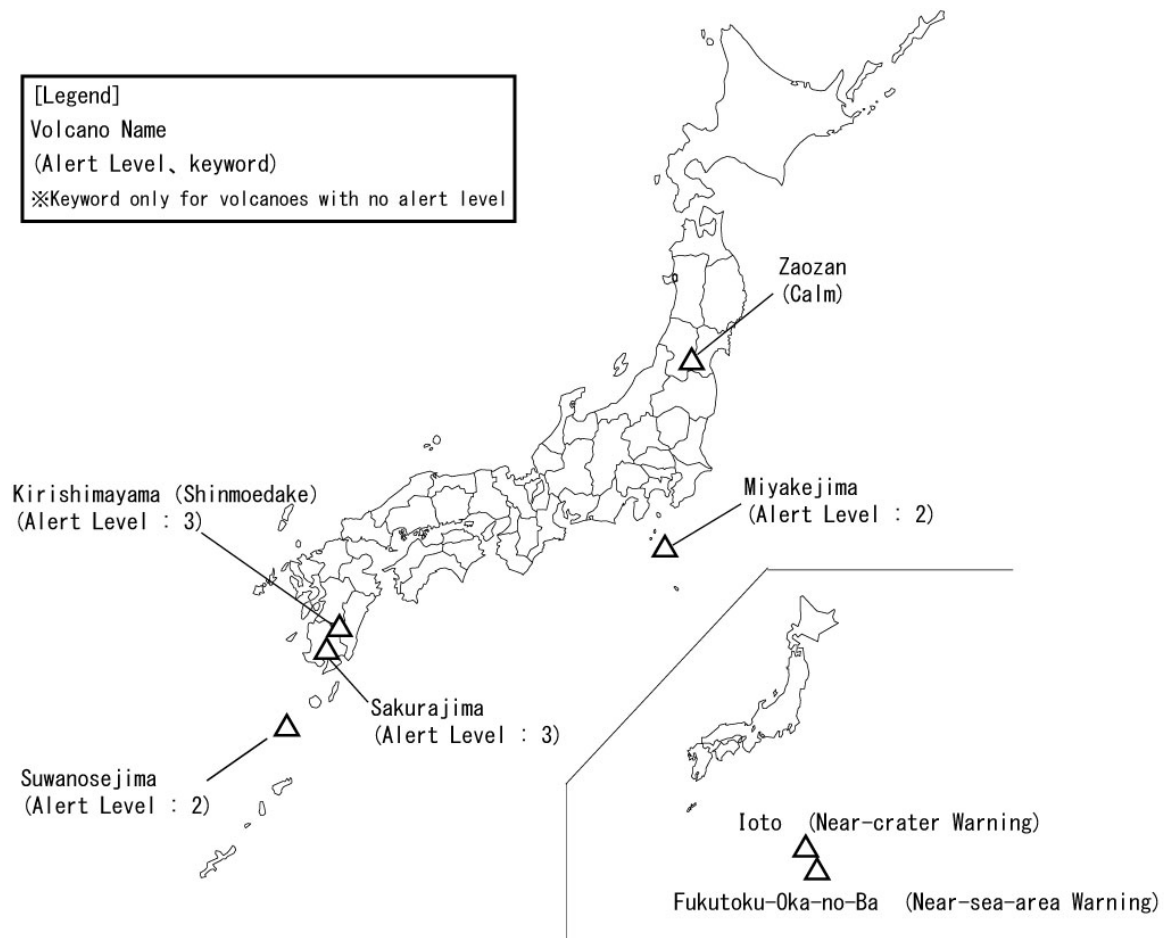 [Legend]
Volcano Name
(Alert Level、keyword)
※Keyword only for volcanoes with no alert level
Zaozan
(Calm)
Kirishimayama (Shinmoedake)
(Alert Level : 3)
Miyakejima
(Alert Level : 2)
Sakurajima
(Alert Level : 3)
Suwanosejima
(Alert Level : 2)
Ioto (Near-crater Warning)
Fukutoku-Oka-no-Ba (Near-sea-area Warning)